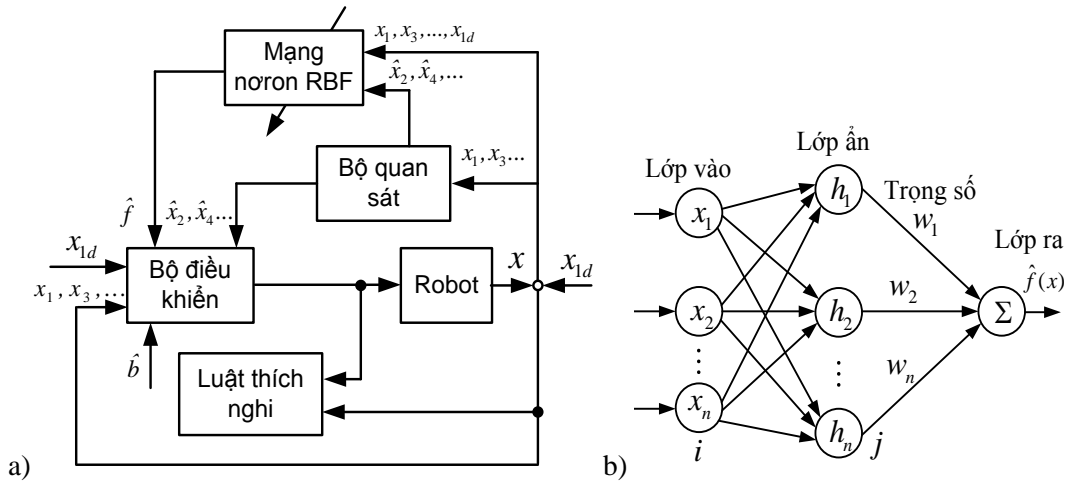 Mạng
nơron RBF
x₁, x₃, ..., x₁d
x̂₂, x̂₄, ...
Bộ quan
sát
x₁, x₃...
f̂
x̂₂, x̂₄...
x₁d
x₁, x₃, ...
Bộ điều
khiển
Robot
x
x₁d
b̂
Luật thích
nghi
a)
Lớp vào
Lớp ẩn
Trọng số
Lớp ra
x₁
x₂
⋮
xₙ
i
h₁
h₂
⋮
hₙ
j
w₁
w₂
wₙ
Σ
f̂(x)
b)